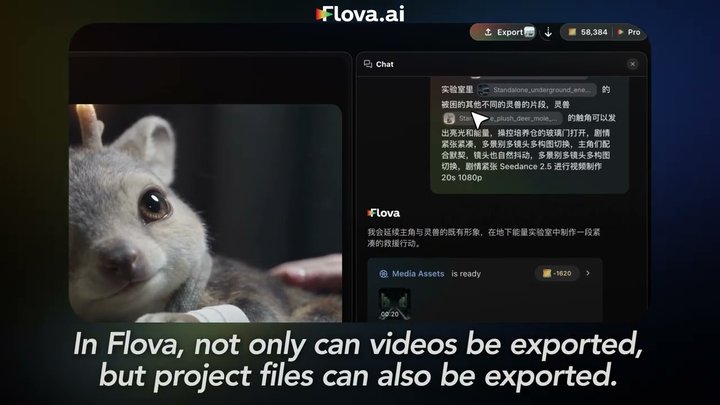 Flova.ai
Export
58,384
Pro
Chat
实验室里 Standalone_underground_ene... 的
被困的其他不同的灵兽的片段，灵兽
e_plush_deer_mole_... 的触角可以发
出亮光和能量，操控培养仓的玻璃门打开，剧情
紧张紧凑，多景别多镜头多构图切换，主角们配
合默契，镜头也自然抖动，多景别多镜头多构图
切换，剧情紧张 Seedance 2.5 进行视频制作
20s 1080p
Flova
我会延续主角与灵兽的既有形象，在地下能量实验室中制作一段紧
凑的救援行动。
Media Assets is ready
-1620
00:20
In Flova, not only can videos be exported,
but project files can also be exported.